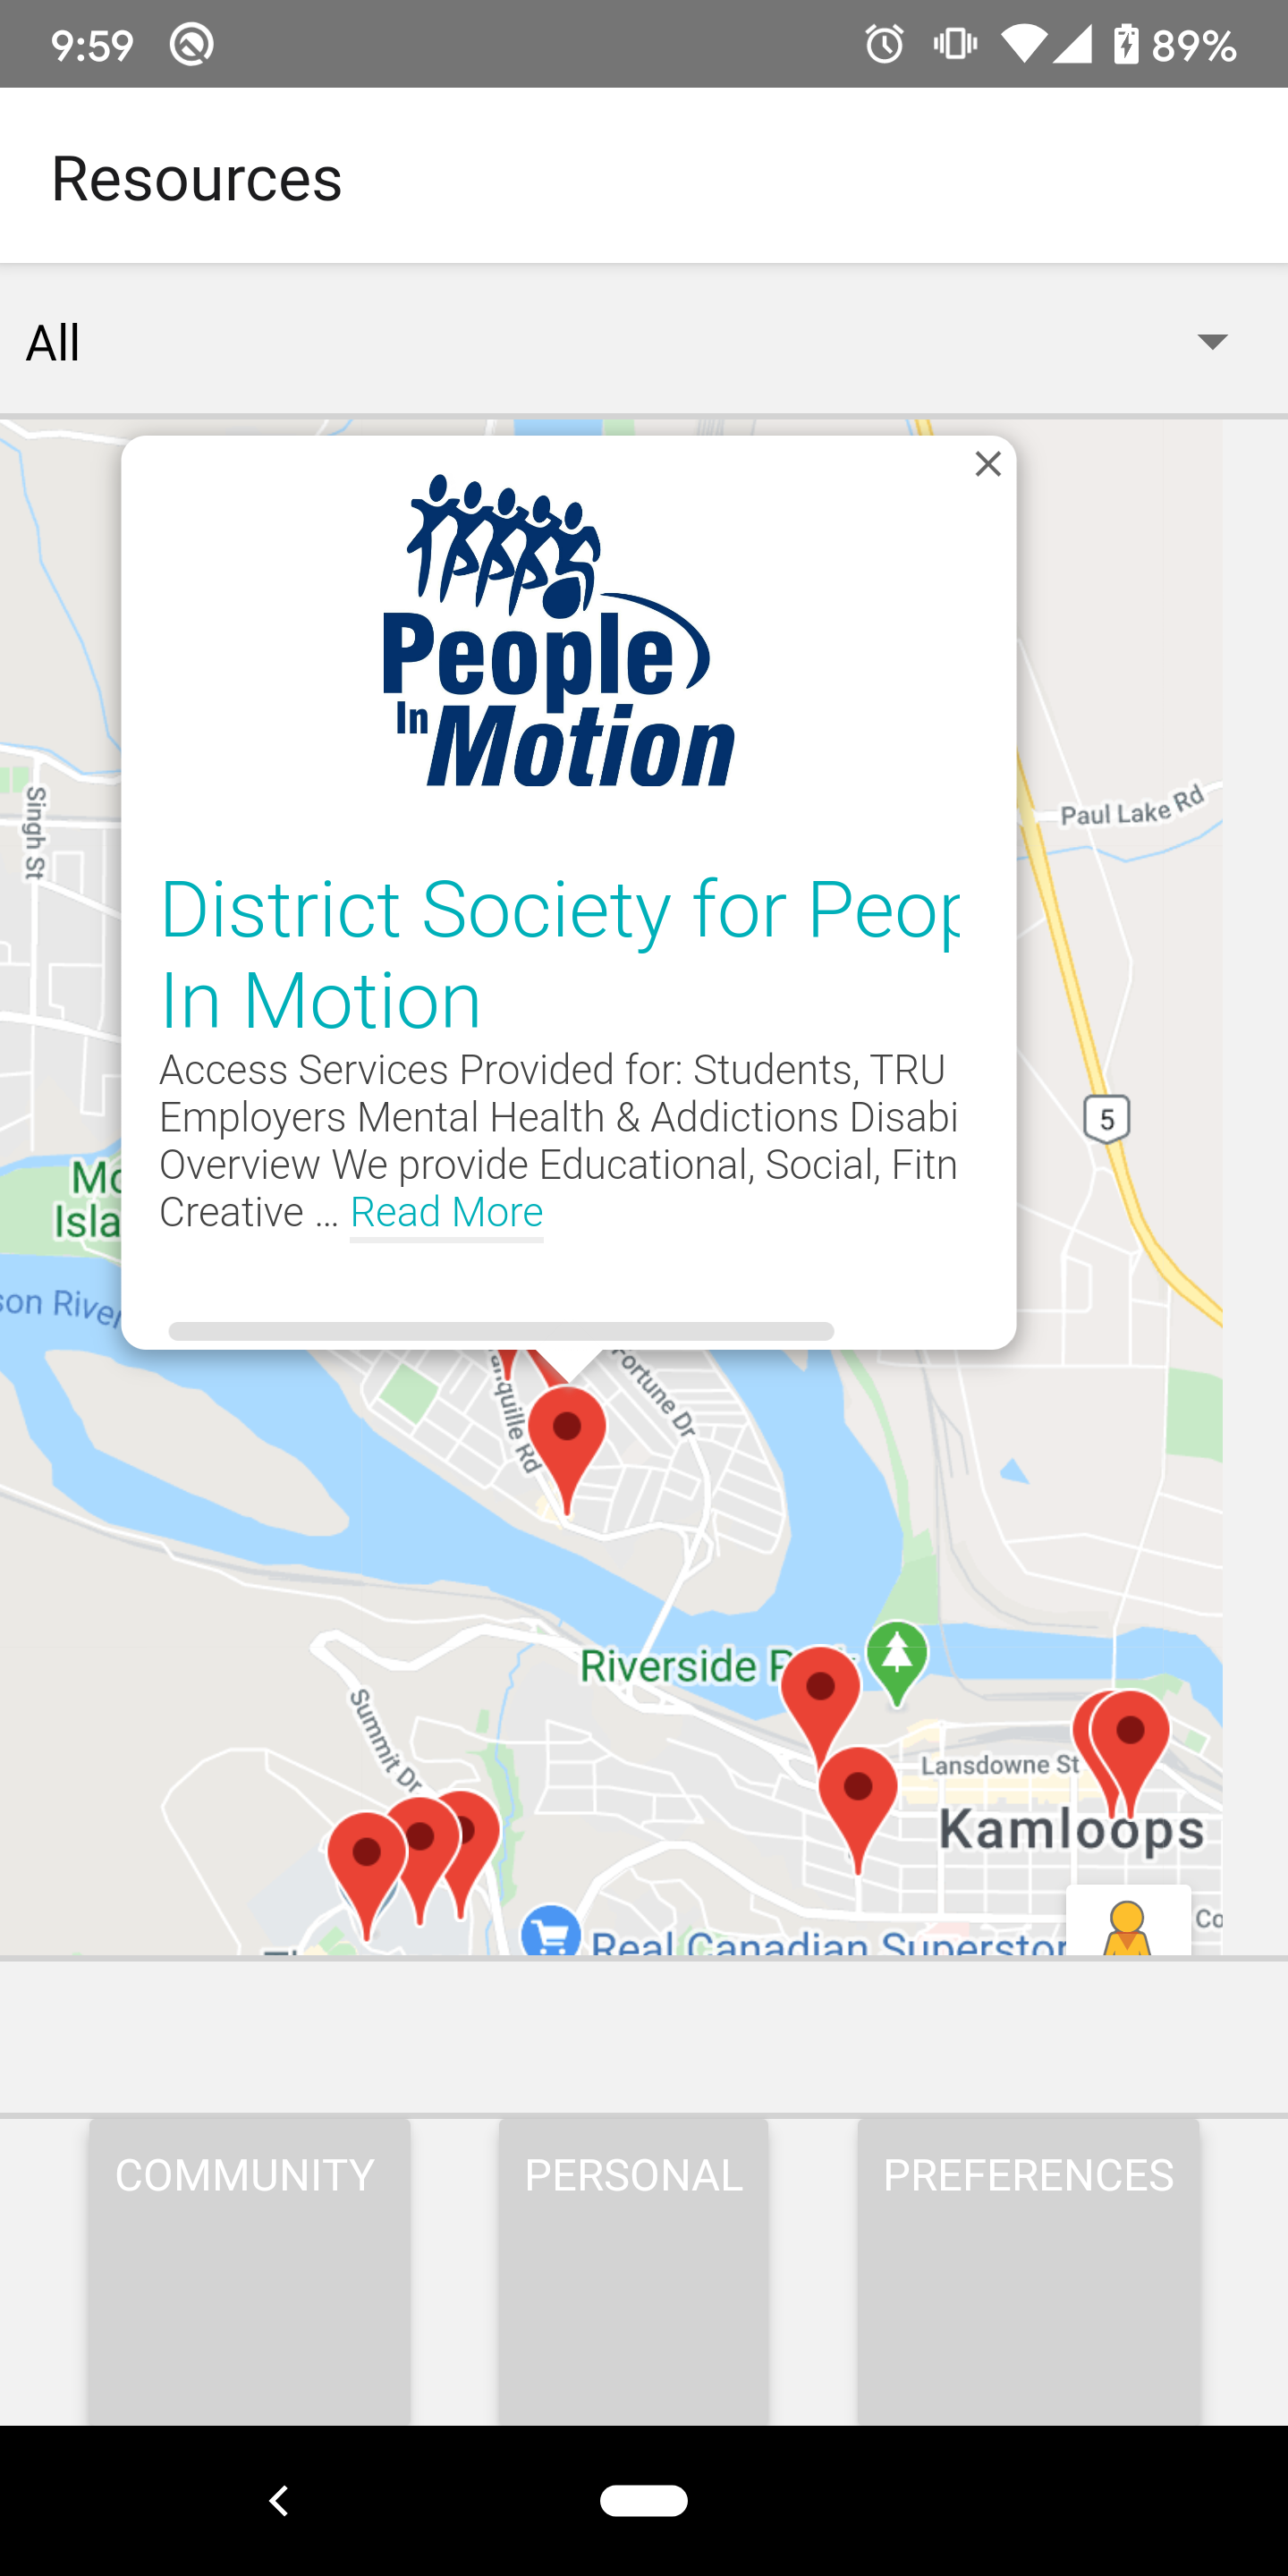 9:59
89%
Resources
All
People
In
Motion
District Society for Peop
In Motion
Access Services Provided for: Students, TRU
Employers Mental Health & Addictions Disabi
Overview We provide Educational, Social, Fitn
Creative ... Read More
Singh St
Paul Lake Rd
5
Isla
son River
Fortune Dr
quille Rd
Riverside
Summit Dr
Lansdowne St
Kamloops
Real Canadian Superstor
Co
COMMUNITY
PERSONAL
PREFERENCES